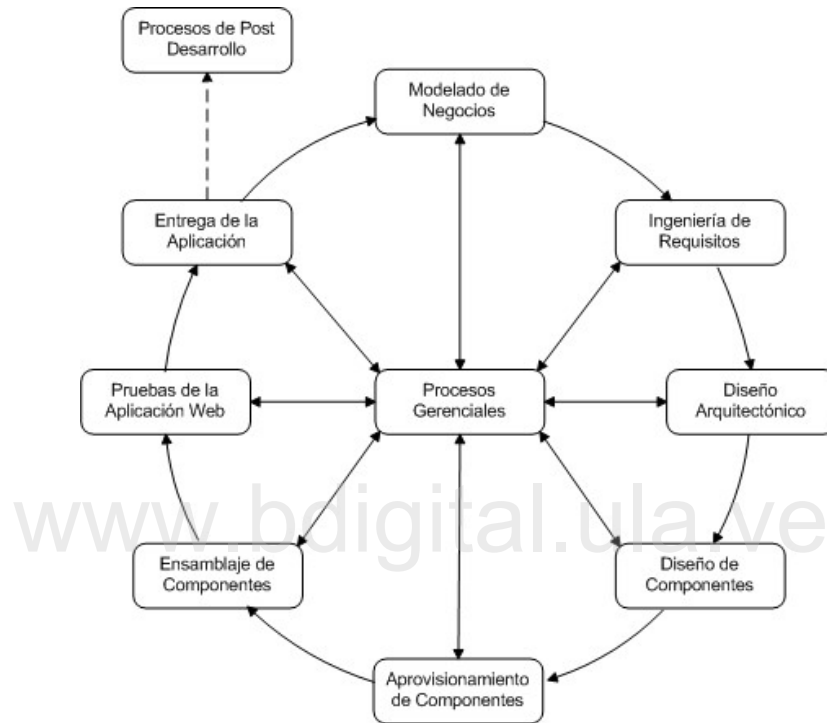 Procesos de Post
Desarrollo
Modelado de
Negocios
Entrega de la
Aplicación
Ingeniería de
Requisitos
Pruebas de la
Aplicación Web
Procesos
Gerenciales
Diseño
Arquitectónico
www.bdigital.ula.ve
Ensamblaje de
Componentes
Diseño de
Componentes
Aprovisionamiento
de Componentes